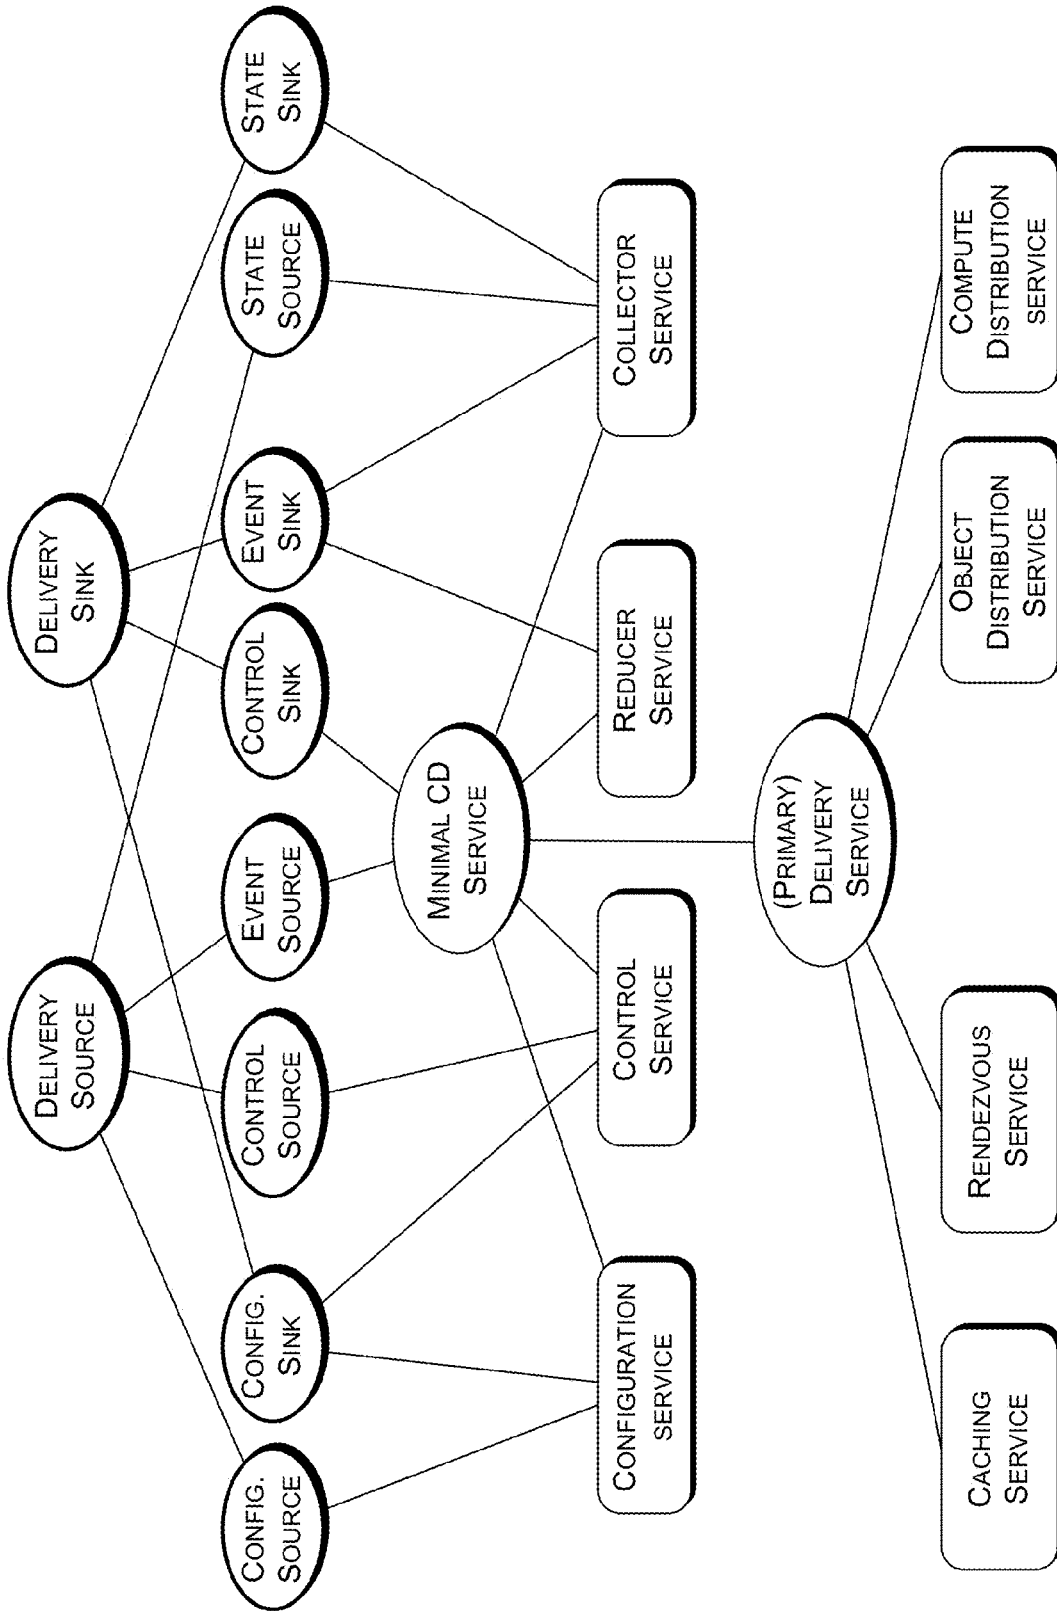 DELIVERY
SOURCE
DELIVERY
SINK
CONFIG.
SOURCE
CONFIG.
SINK
CONTROL
SOURCE
EVENT
SOURCE
CONTROL
SINK
EVENT
SINK
STATE
SOURCE
STATE
SINK
MINIMAL CD
SERVICE
CONFIGURATION
SERVICE
CONTROL
SERVICE
REDUCER
SERVICE
COLLECTOR
SERVICE
(PRIMARY)
DELIVERY
SERVICE
CACHING
SERVICE
RENDEZVOUS
SERVICE
OBJECT
DISTRIBUTION
SERVICE
COMPUTE
DISTRIBUTION
SERVICE